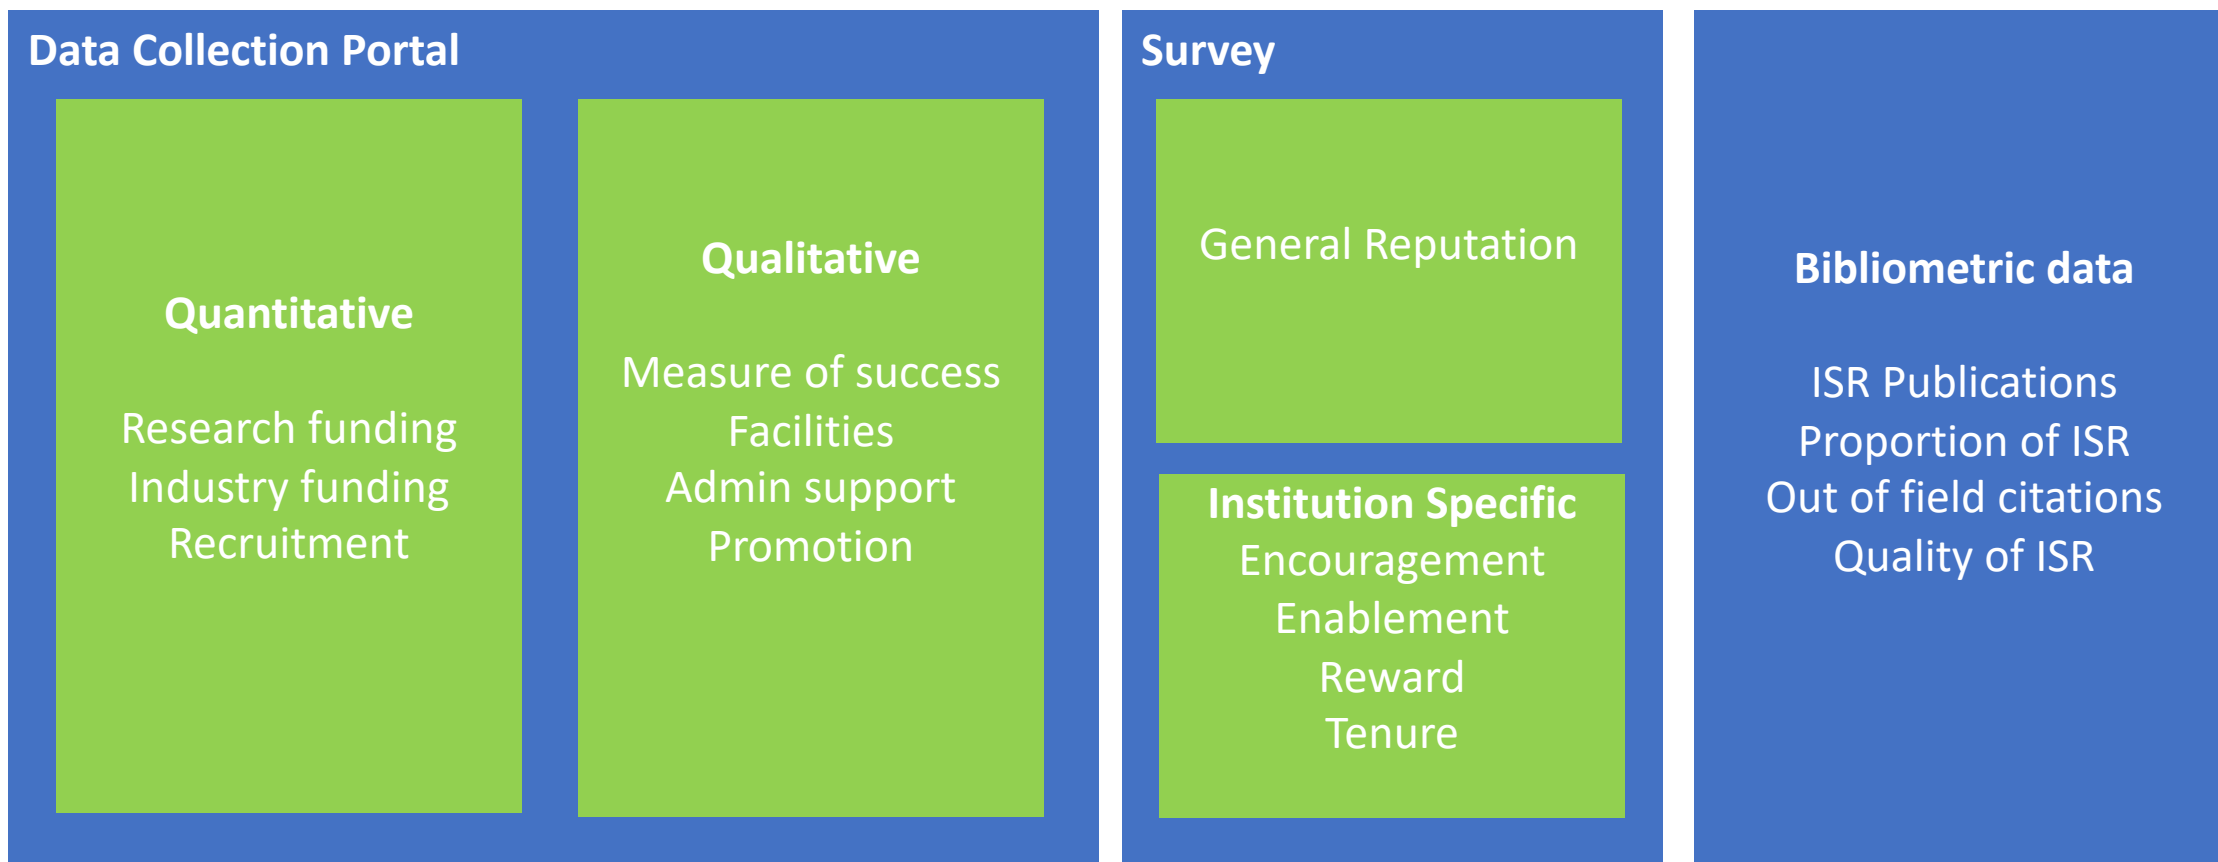 Data Collection Portal
Quantitative
Research funding
Industry funding
Recruitment
Qualitative
Measure of success
Facilities
Admin support
Promotion
Survey
General Reputation
Institution Specific
Encouragement
Enablement
Reward
Tenure
Bibliometric data
ISR Publications
Proportion of ISR
Out of field citations
Quality of ISR